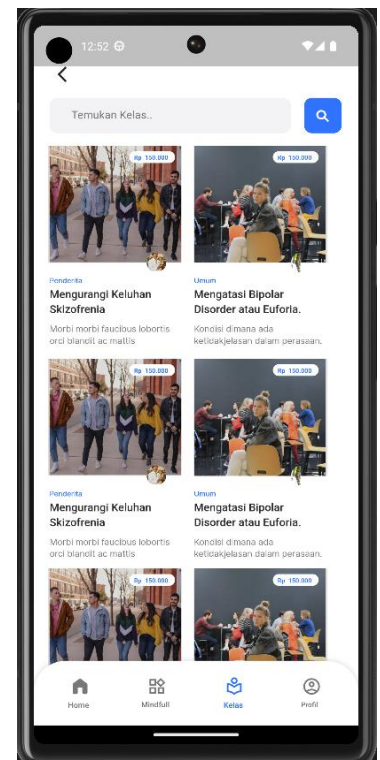 12:52
Temukan Kelas..
Rp 150.000
Rp 150.000
Penderita
Umum
Mengurangi Keluhan
Skizofrenia
Mengatasi Bipolar
Disorder atau Euforia.
Morbi morbi faucibus lobortis
orci blandit ac mattis
Kondisi dimana ada
ketidakjelasan dalam perasaan.
Rp 150.000
Rp 150.000
Penderita
Umum
Mengurangi Keluhan
Skizofrenia
Mengatasi Bipolar
Disorder atau Euforia.
Morbi morbi faucibus lobortis
orci blandit ac mattis
Kondisi dimana ada
ketidakjelasan dalam perasaan.
Rp 150.000
Rp 150.000
Home
Mindfull
Kelas
Profil